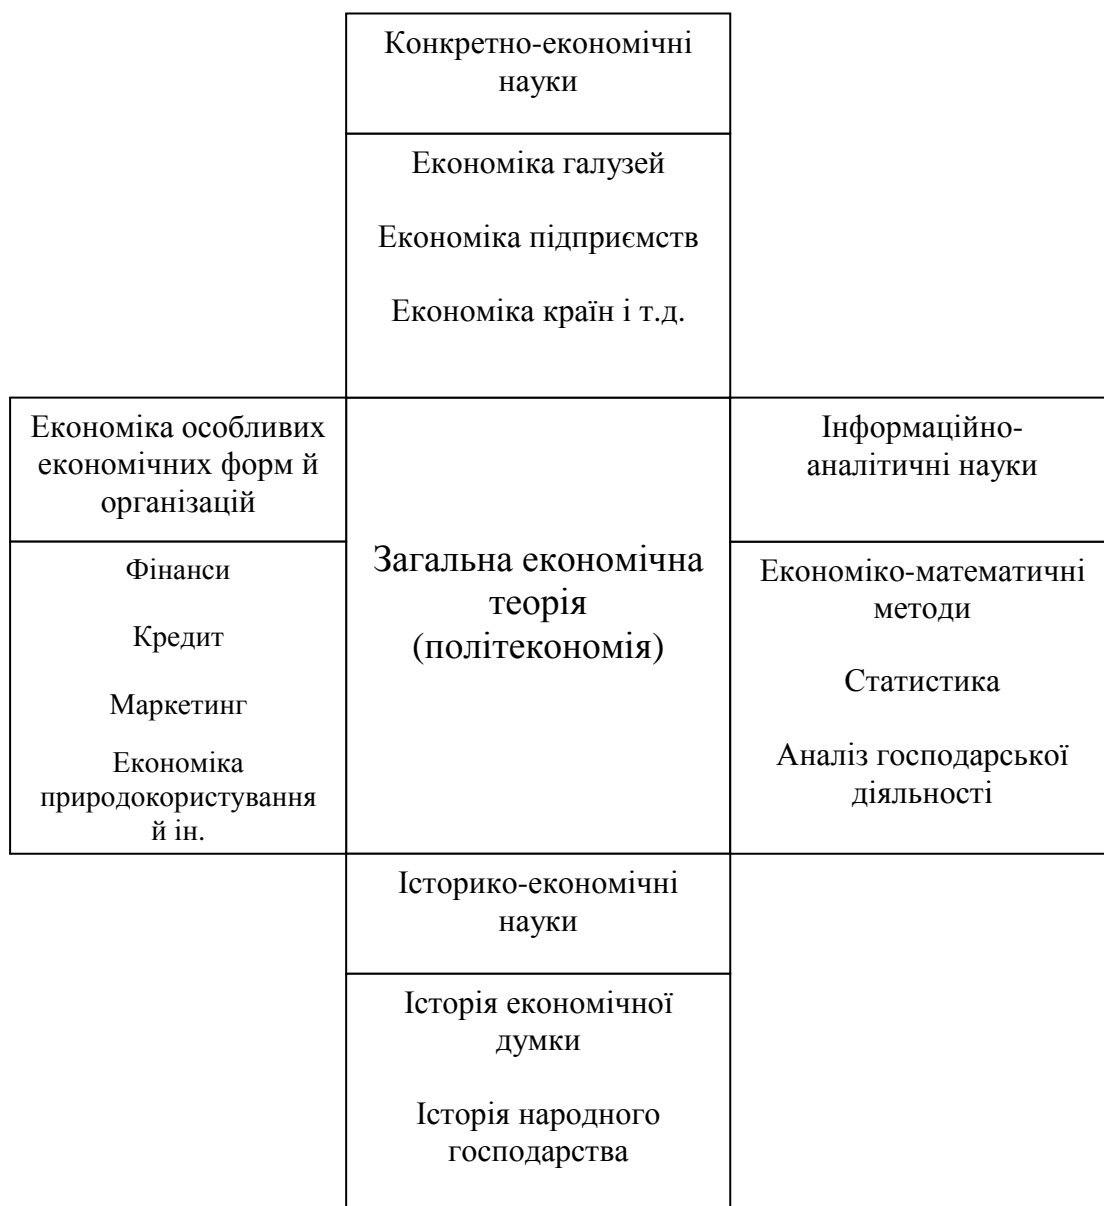 Конкретно-економічні
науки
Економіка галузей
Економіка підприємств
Економіка країн і т.д.
Економіка особливих
економічних форм й
організацій
Фінанси
Кредит
Маркетинг
Економіка
природокористування
й ін.
Загальна економічна
теорія
(політекономія)
Інформаційно-
аналітичні науки
Економіко-математичні
методи
Статистика
Аналіз господарської
діяльності
Історико-економічні
науки
Історія економічної
думки
Історія народного
господарства